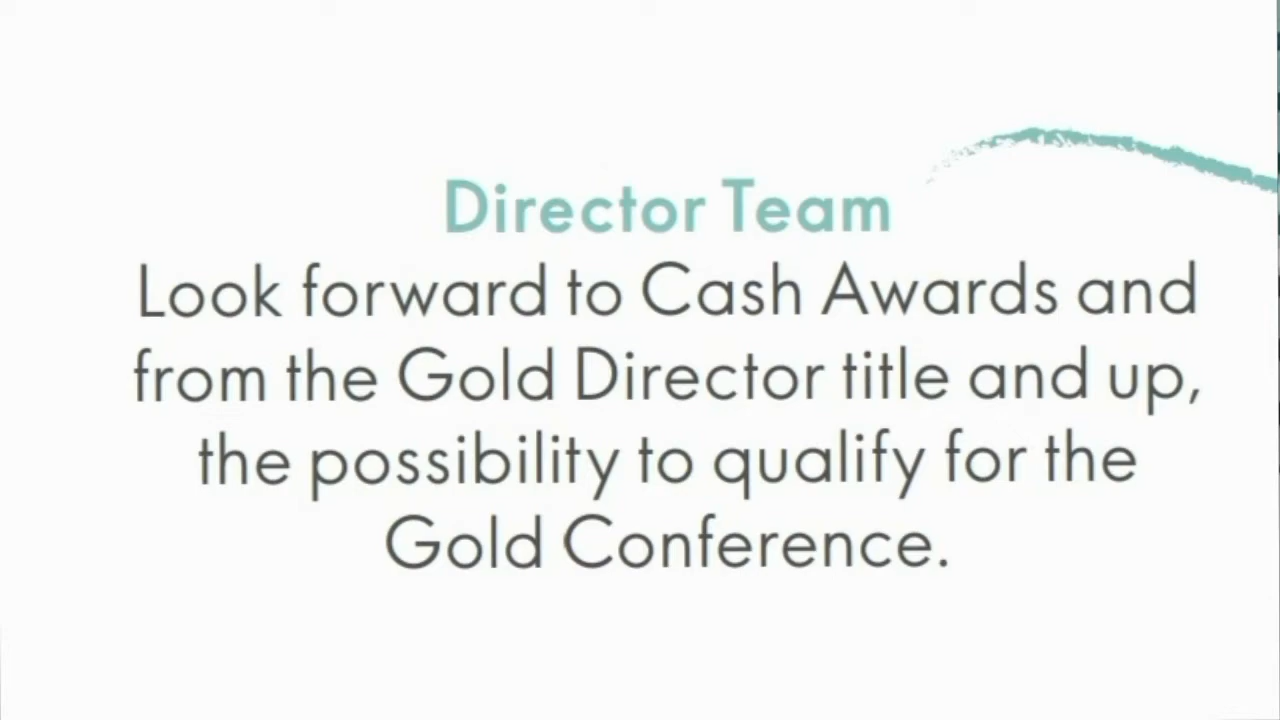 Director Team
Look forward to Cash Awards and
from the Gold Director title and up,
the possibility to qualify for the
Gold Conference.